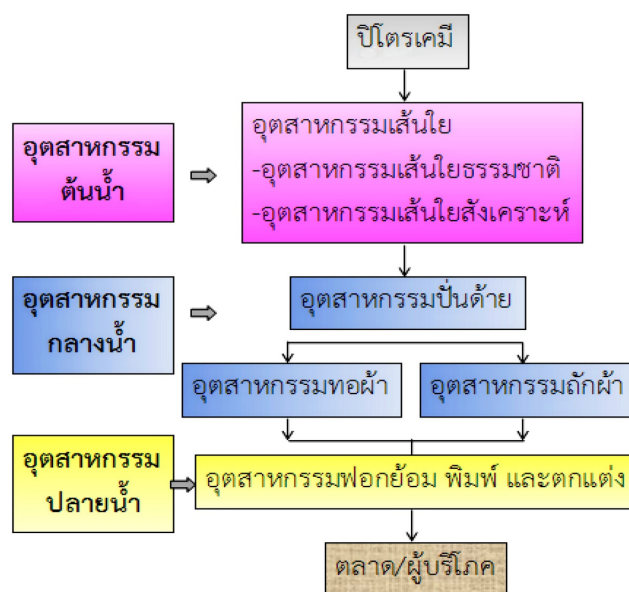 ปิโตรเคมี
อุตสาหกรรม
ต้นน้ำ
อุตสาหกรรมเส้นใย
-อุตสาหกรรมเส้นใยธรรมชาติ
-อุตสาหกรรมเส้นใยสังเคราะห์
อุตสาหกรรม
กลางน้ำ
อุตสาหกรรมปั่นด้าย
อุตสาหกรรมทอผ้า
อุตสาหกรรมถักผ้า
อุตสาหกรรม
ปลายน้ำ
อุตสาหกรรมฟอกย้อม พิมพ์ และตกแต่ง
ตลาด/ผู้บริโภค